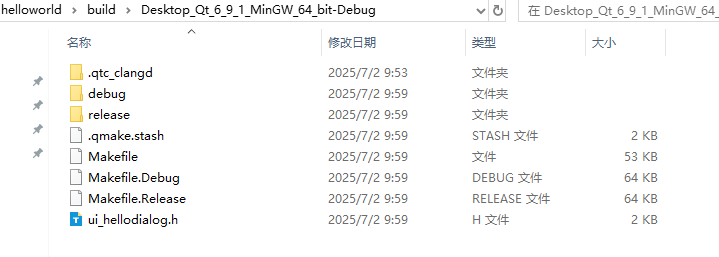 helloworld > build > Desktop_Qt_6_9_1_MinGW_64_bit-Debug
在 Desktop_Qt_6_9_1_MinGW_64_
名称 修改日期 类型 大小
.qtc_clangd 2025/7/2 9:53 文件夹
debug 2025/7/2 9:59 文件夹
release 2025/7/2 9:59 文件夹
.qmake.stash 2025/7/2 9:59 STASH 文件 2 KB
Makefile 2025/7/2 9:59 文件 53 KB
Makefile.Debug 2025/7/2 9:59 DEBUG 文件 64 KB
Makefile.Release 2025/7/2 9:59 RELEASE 文件 64 KB
ui_hellodialog.h 2025/7/2 9:59 H 文件 2 KB